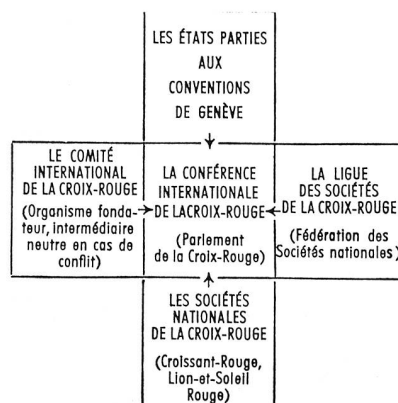 LES ÉTATS PARTIES
AUX
CONVENTIONS
DE GENÈVE
LE COMITÉ
INTERNATIONAL
DE LA CROIX-ROUGE
(Organisme fonda-
teur, intermédiaire
neutre en cas de
conflit)
LA CONFÉRENCE
INTERNATIONALE
DE LACROIX-ROUGE
(Parlement
de la Croix-Rouge)
LA LIGUE
DES SOCIÉTÉS
DE LA CROIX-ROUGE
(Fédération des
Sociétés nationales)
LES SOCIÉTÉS
NATIONALES
DE LA CROIX-ROUGE
(Croissant-Rouge,
Lion-et-Soleil
Rouge)